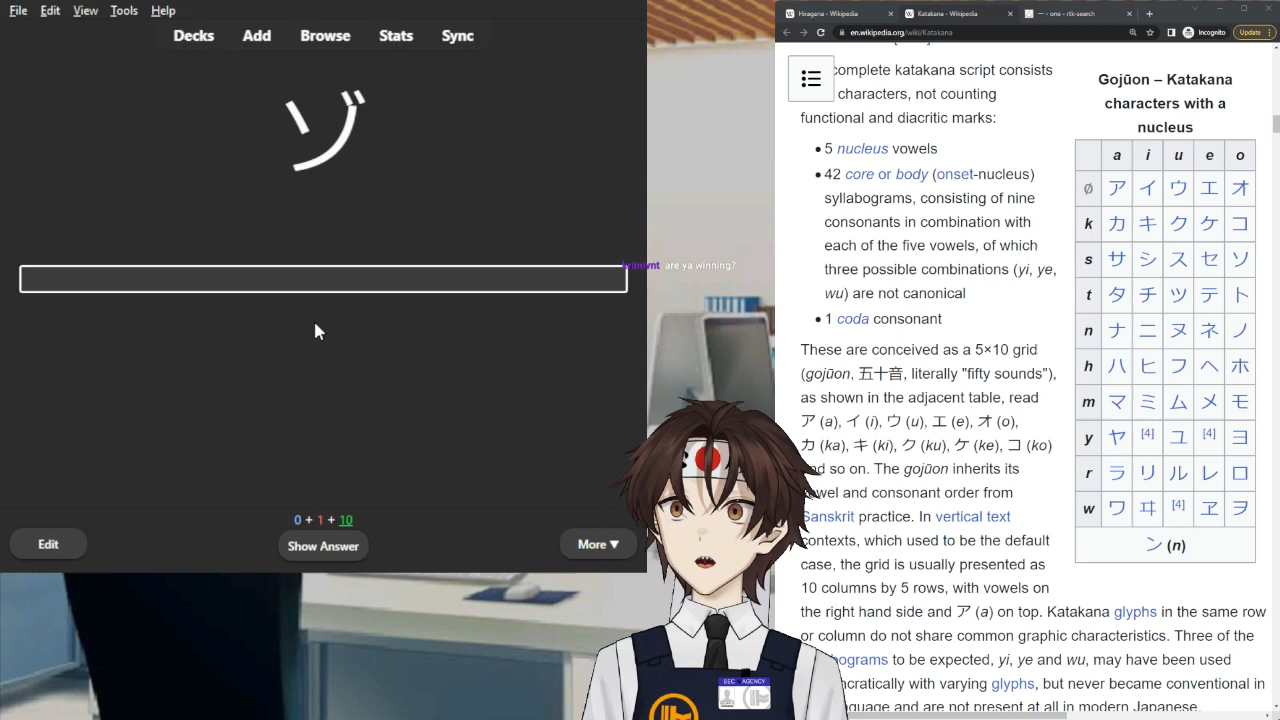 File Edit View Tools Help
Decks Add Browse Stats Sync
ゾ
are ya winning?
0 + 1 + 10
Edit
Show Answer
More ▼
Hiragana - Wikipedia
Katakana - Wikipedia
一 - one - rtk-search
en.wikipedia.org/wiki/Katakana
Incognito
Update
complete katakana script consists
characters, not counting
functional and diacritic marks:
• 5 nucleus vowels
• 42 core or body (onset-nucleus)
syllabograms, consisting of nine
consonants in combination with
each of the five vowels, of which
three possible combinations (yi, ye,
wu) are not canonical
• 1 coda consonant
These are conceived as a 5×10 grid
(gojūon, 五十音, literally "fifty sounds"),
as shown in the adjacent table, read
ア (a), イ (i), ウ (u), エ (e), オ (o),
カ (ka), キ (ki), ク (ku), ケ (ke), コ (ko)
and so on. The gojūon inherits its
vowel and consonant order from
Sanskrit practice. In vertical text
contexts, which used to be the default
case, the grid is usually presented as
10 columns by 5 rows, with vowels on
the right hand side and ア (a) on top. Katakana glyphs in the same row
or column do not share common graphic characteristics. Three of the
to be expected, yi, ye and wu, may have been used
with varying glyphs, but never became conventional in
and are not present at all in modern Japanese.
Gojūon – Katakana
characters with a
nucleus
a i u e o
∅ ア イ ウ エ オ
k カ キ ク ケ コ
s サ シ ス セ ソ
t タ チ ツ テ ト
n ナ ニ ヌ ネ ノ
h ハ ヒ フ ヘ ホ
m マ ミ ム メ モ
y ヤ [4] ユ [4] ヨ
r ラ リ ル レ ロ
w ワ ヰ [4] ヱ ヲ
ン (n)
SEC AGENCY